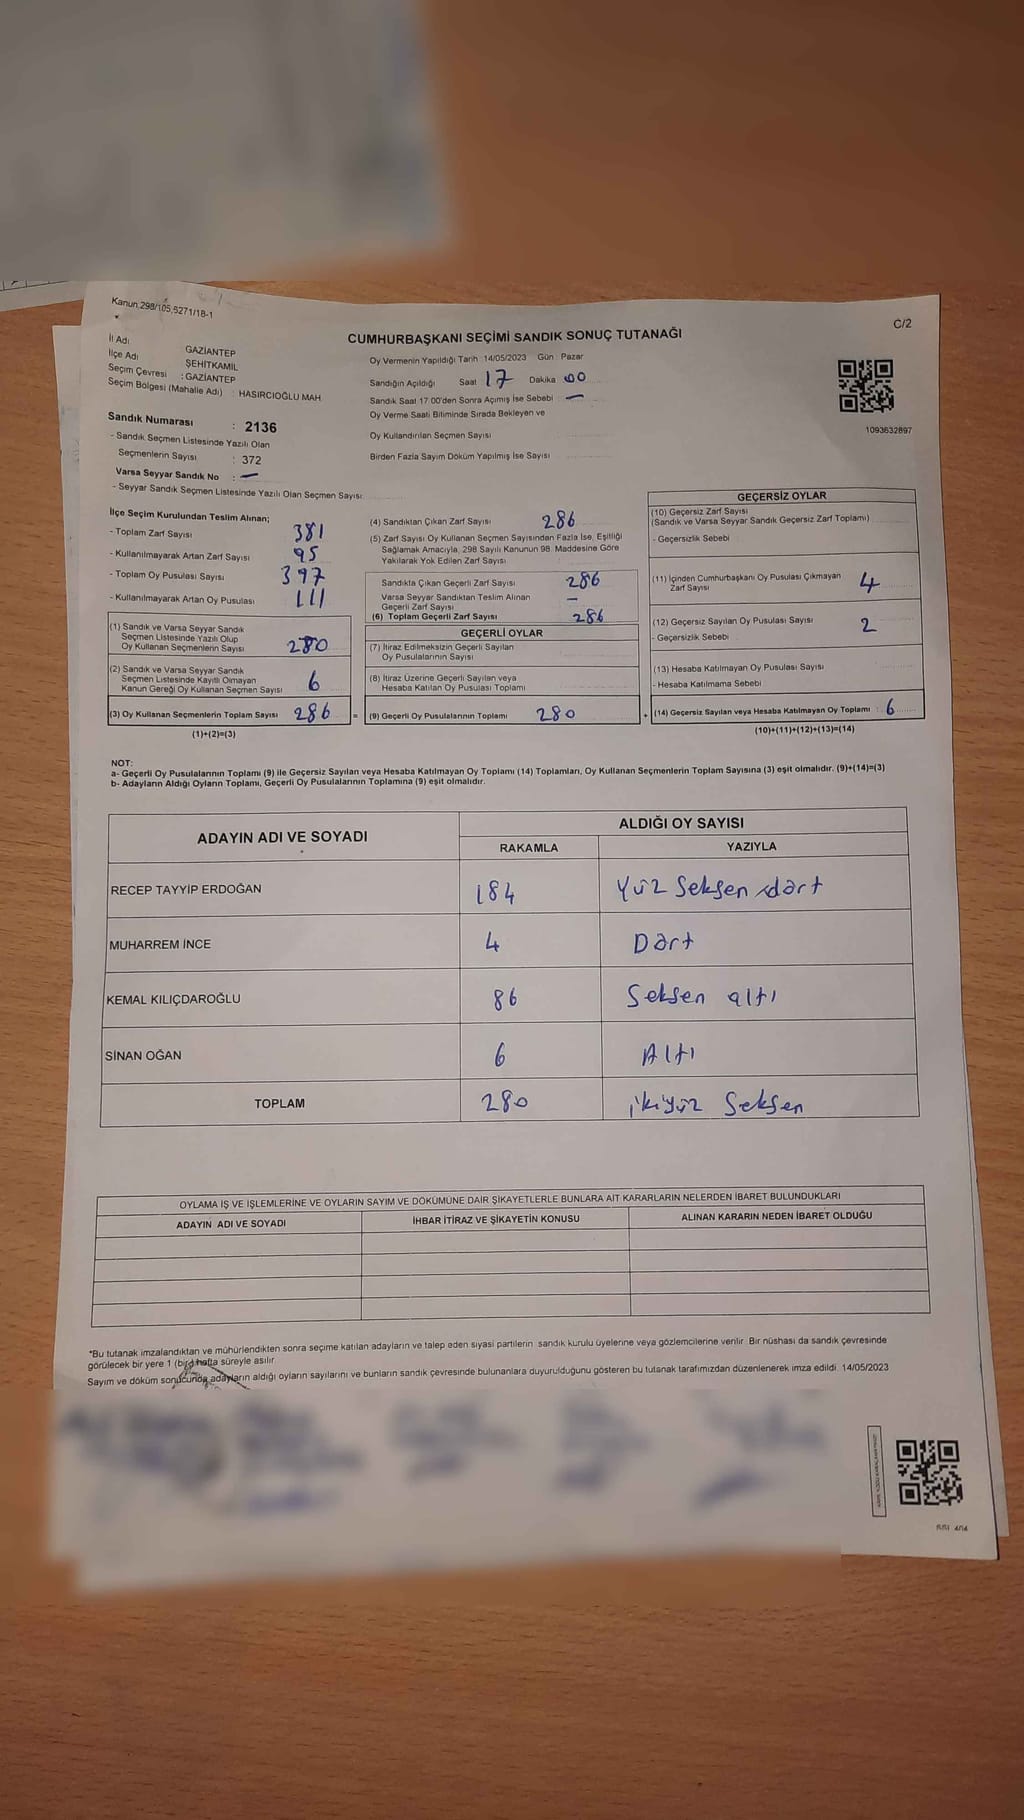 Kanun:298/105,5271/18-1
C/2
CUMHURBAŞKANI SEÇİMİ SANDIK SONUÇ TUTANAĞI
İl Adı GAZİANTEP
İlçe Adı ŞEHİTKAMİL
Seçim Çevresi : GAZİANTEP
Seçim Bölgesi (Mahalle Adı) : HASIRCIOĞLU MAH.
Sandık Numarası : 2136
- Sandık Seçmen Listesinde Yazılı Olan
Seçmenlerin Sayısı : 372
Varsa Seyyar Sandık No : —
- Seyyar Sandık Seçmen Listesinde Yazılı Olan Seçmen Sayısı:
Oy Vermenin Yapıldığı Tarih :14/05/2023 Gün : Pazar
Sandığın Açıldığı Saat 17 Dakika 00
Sandık Saat 17:00'den Sonra Açımış İse Sebebi : —
Oy Verme Saati Bitiminde Sırada Bekleyen ve
Oy Kullandırılan Seçmen Sayısı
Birden Fazla Sayım Döküm Yapılmış İse Sayısı
1093632897
İlçe Seçim Kurulundan Teslim Alınan;
- Toplam Zarf Sayısı 381
- Kullanılmayarak Artan Zarf Sayısı 95
- Toplam Oy Pusulası Sayısı 397
- Kullanılmayarak Artan Oy Pusulası 111
(1) Sandık ve Varsa Seyyar Sandık
Seçmen Listesinde Yazılı Olup
Oy Kullanan Seçmenlerin Sayısı 280
(2) Sandık ve Varsa Seyyar Sandık
Seçmen Listesinde Kayıtlı Olmayan
Kanun Gereği Oy Kullanan Seçmen Sayısı 6
(3) Oy Kullanan Seçmenlerin Toplam Sayısı 286
(1)+(2)=(3)
(4) Sandıktan Çıkan Zarf Sayısı 286
(5) Zarf Sayısı Oy Kullanan Seçmen Sayısından Fazla İse, Eşitliği
Sağlamak Amacıyla, 298 Sayılı Kanunun 98. Maddesine Göre
Yakılarak Yok Edilen Zarf Sayısı
Sandıkta Çıkan Geçerli Zarf Sayısı 286
Varsa Seyyar Sandıktan Teslim Alınan
Geçerli Zarf Sayısı —
(6) Toplam Geçerli Zarf Sayısı 286
GEÇERLİ OYLAR
(7) İtiraz Edilmeksizin Geçerli Sayılan
Oy Pusulalarının Sayısı
(8) İtiraz Üzerine Geçerli Sayılan veya
Hesaba Katılan Oy Pusulası Toplamı
= (9) Geçerli Oy Pusulalarının Toplamı 280
GEÇERSİZ OYLAR
(10) Geçersiz Zarf Sayısı
(Sandık ve Varsa Seyyar Sandık Geçersiz Zarf Toplamı)
- Geçersizlik Sebebi
(11) İçinden Cumhurbaşkanı Oy Pusulası Çıkmayan
Zarf Sayısı 4
(12) Geçersiz Sayılan Oy Pusulası Sayısı 2
- Geçersizlik Sebebi
(13) Hesaba Katılmayan Oy Pusulası Sayısı
- Hesaba Katılmama Sebebi
+ (14) Geçersiz Sayılan veya Hesaba Katılmayan Oy Toplamı : 6
(10)+(11)+(12)+(13)=(14)
NOT:
a- Geçerli Oy Pusulalarının Toplamı (9) ile Geçersiz Sayılan veya Hesaba Katılmayan Oy Toplamı (14) Toplamları, Oy Kullanan Seçmenlerin Toplam Sayısına (3) eşit olmalıdır. (9)+(14)=(3)
b- Adayların Aldığı Oyların Toplamı, Geçerli Oy Pusulalarının Toplamına (9) eşit olmalıdır.
ADAYIN ADI VE SOYADI ALDIĞI OY SAYISI
RAKAMLA YAZIYLA
RECEP TAYYİP ERDOĞAN 184 Yüz Seksen dört
MUHARREM İNCE 4 Dört
KEMAL KILIÇDAROĞLU 86 Seksen altı
SİNAN OĞAN 6 Altı
TOPLAM 280 ikiyüz Seksen
OYLAMA İŞ VE İŞLEMLERİNE VE OYLARIN SAYIM VE DÖKÜMÜNE DAİR ŞİKAYETLERLE BUNLARA AİT KARARLARIN NELERDEN İBARET BULUNDUKLARI
ADAYIN ADI VE SOYADI İHBAR İTİRAZ VE ŞİKAYETİN KONUSU ALINAN KARARIN NEDEN İBARET OLDUĞU
*Bu tutanak imzalandıktan ve mühürlendikten sonra seçime katılan adayların ve talep eden siyasi partilerin sandık kurulu üyelerine veya gözlemcilerine verilir. Bir nüshası da sandık çevresinde
görülecek bir yere 1 (bir) hafta süreyle asılır.
Sayım ve döküm sonucunda adayların aldığı oyların sayılarını ve bunların sandık çevresinde bulunanlara duyurulduğunu gösteren bu tutanak tarafımızdan düzenlenerek imza edildi. 14/05/2023